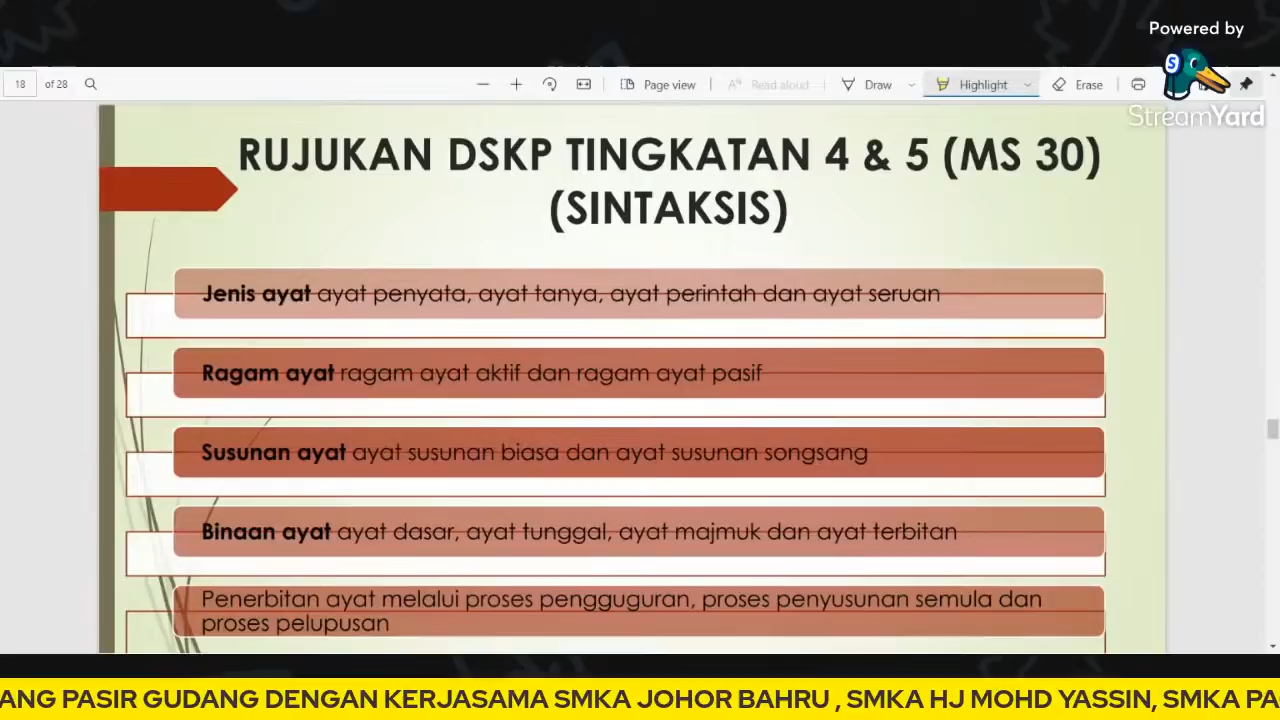 Powered by
StreamYard
18 of 28
Page view
Read aloud
Draw
Highlight
Erase
RUJUKAN DSKP TINGKATAN 4 & 5 (MS 30)
(SINTAKSIS)
Jenis ayat ayat penyata, ayat tanya, ayat perintah dan ayat seruan
Ragam ayat ragam ayat aktif dan ragam ayat pasif
Susunan ayat ayat susunan biasa dan ayat susunan songsang
Binaan ayat ayat dasar, ayat tunggal, ayat majmuk dan ayat terbitan
Penerbitan ayat melalui proses pengguguran, proses penyusunan semula dan
proses pelupusan
ANG PASIR GUDANG DENGAN KERJASAMA SMKA JOHOR BAHRU , SMKA HJ MOHD YASSIN, SMKA PA